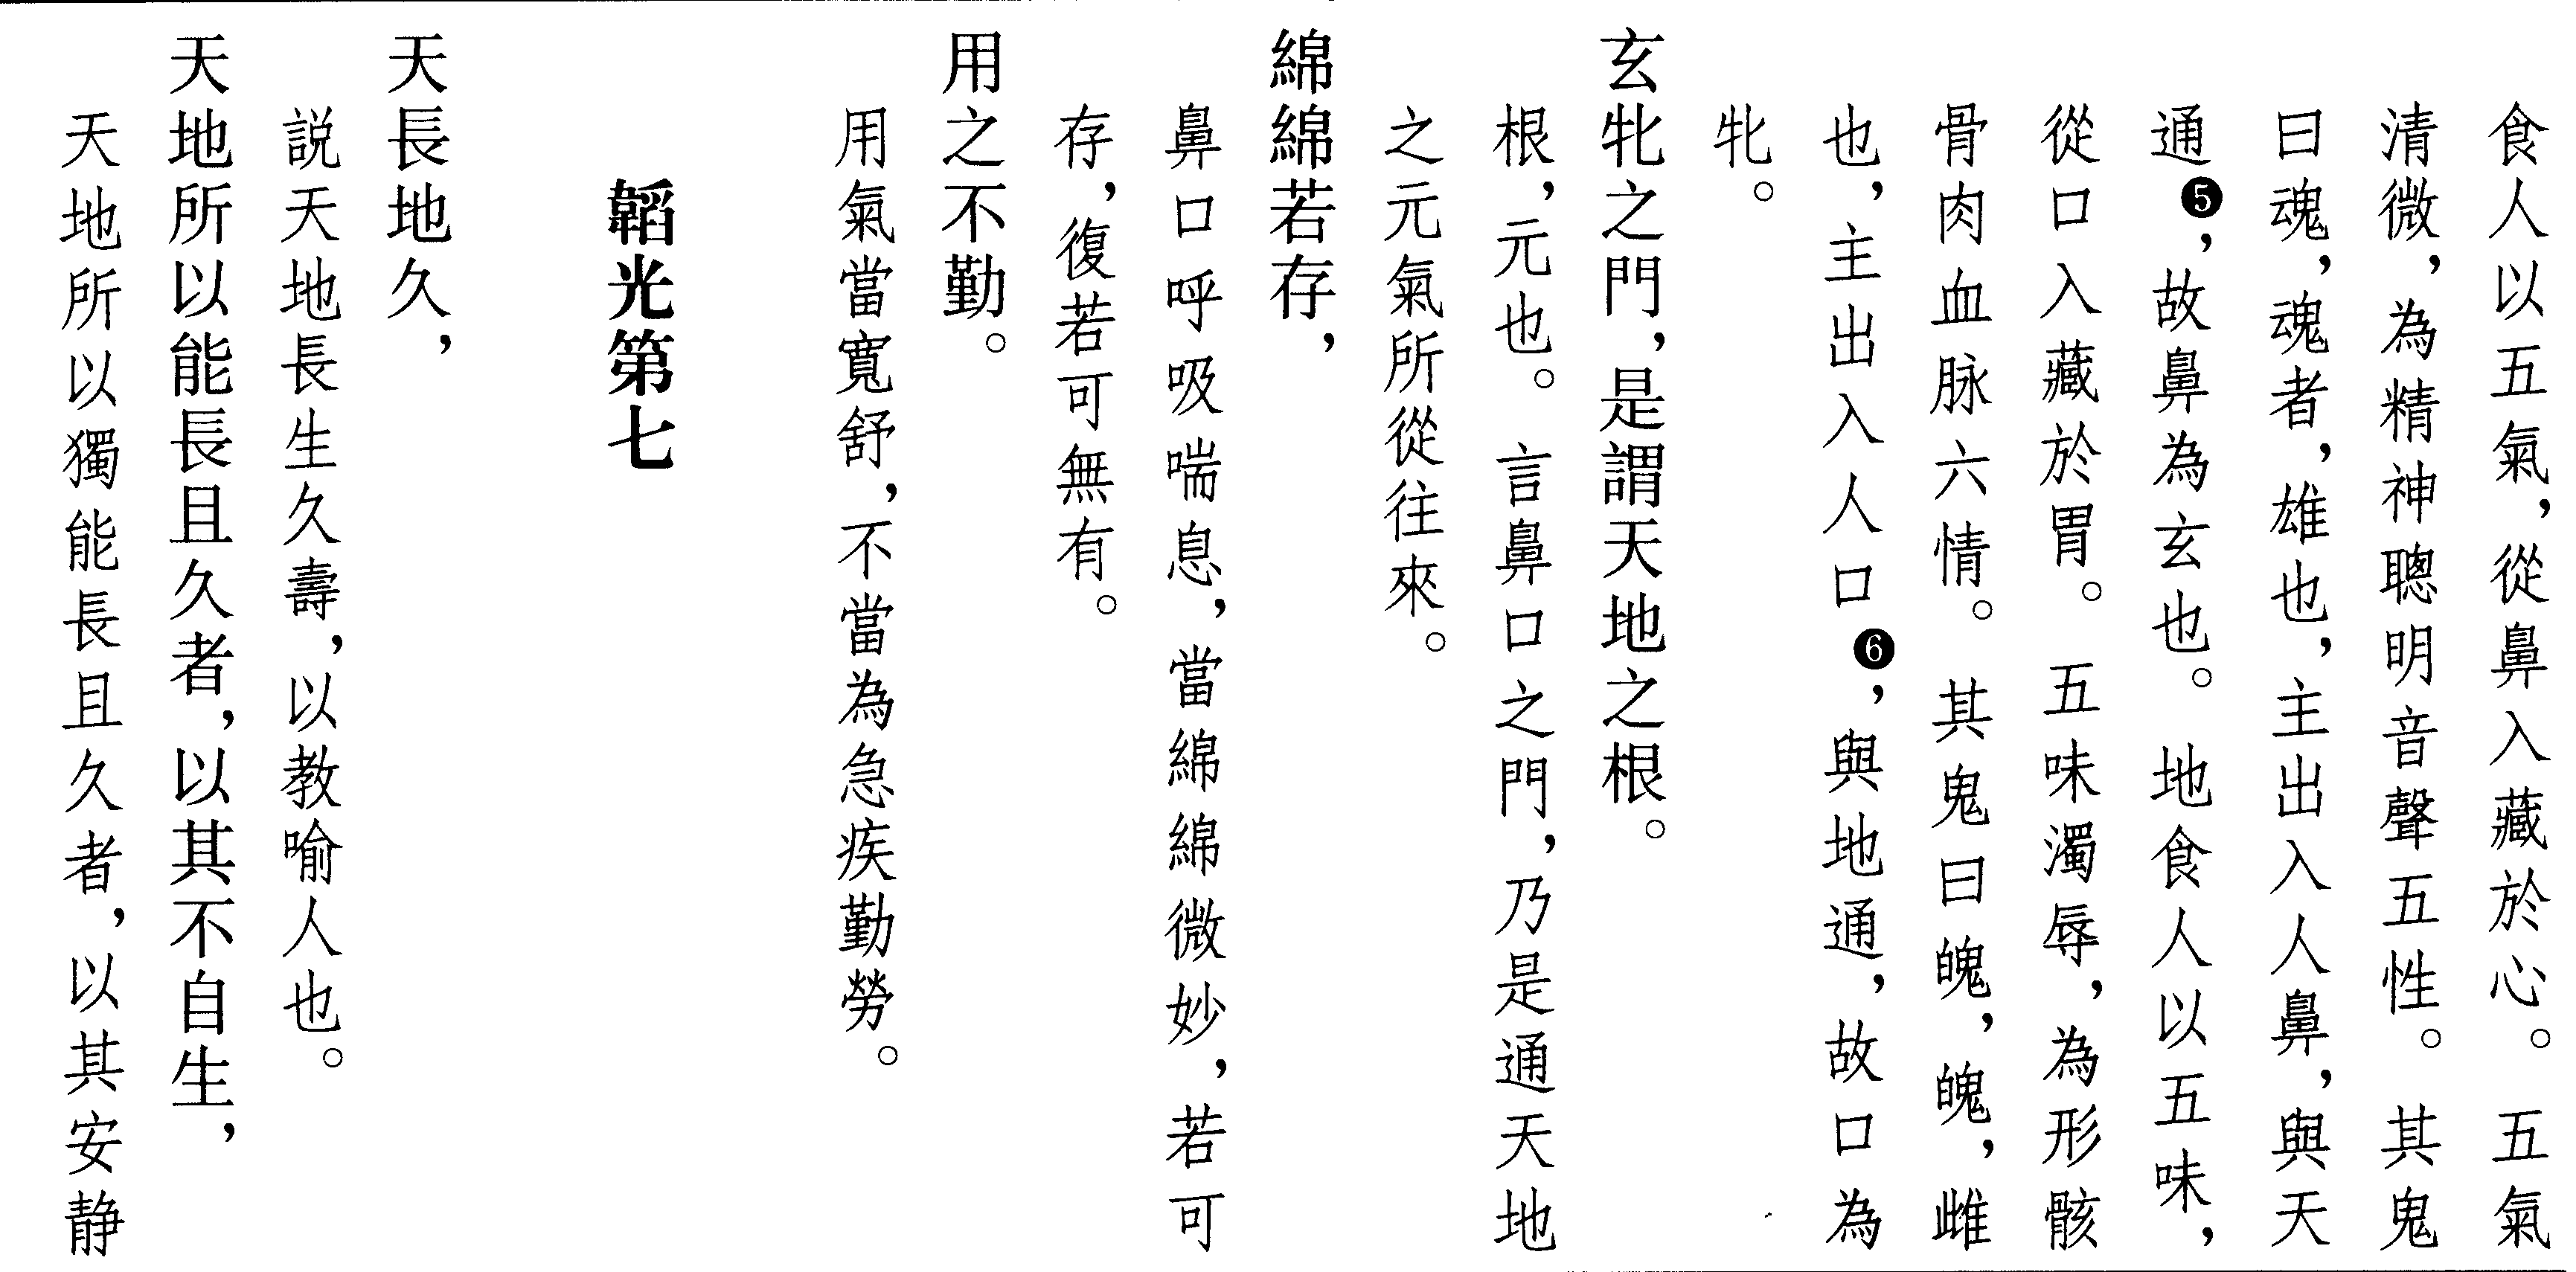 食人以五氣，從鼻入藏於心。五氣
清微，為精神聰明音聲五性。其鬼
曰魂，魂者，雄也，主出入人鼻，與天
通❺，故鼻為玄也。地食人以五味，
從口入藏於胃。五味濁辱，為形骸
骨肉血脉六情。其鬼曰魄，魄，雌
也，主出入人口❻，與地通，故口為
牝。
玄牝之門，是謂天地之根。
根，元也。言鼻口之門，乃是通天地
之元氣所從往來。
綿綿若存，
鼻口呼吸喘息，當綿綿微妙，若可
存，復若可無有。
用之不勤。
用氣當寬舒，不當為急疾勤勞。
韜光第七
天長地久，
説天地長生久壽，以教喻人也。
天地所以能長且久者，以其不自生，
天地所以獨能長且久者，以其安静